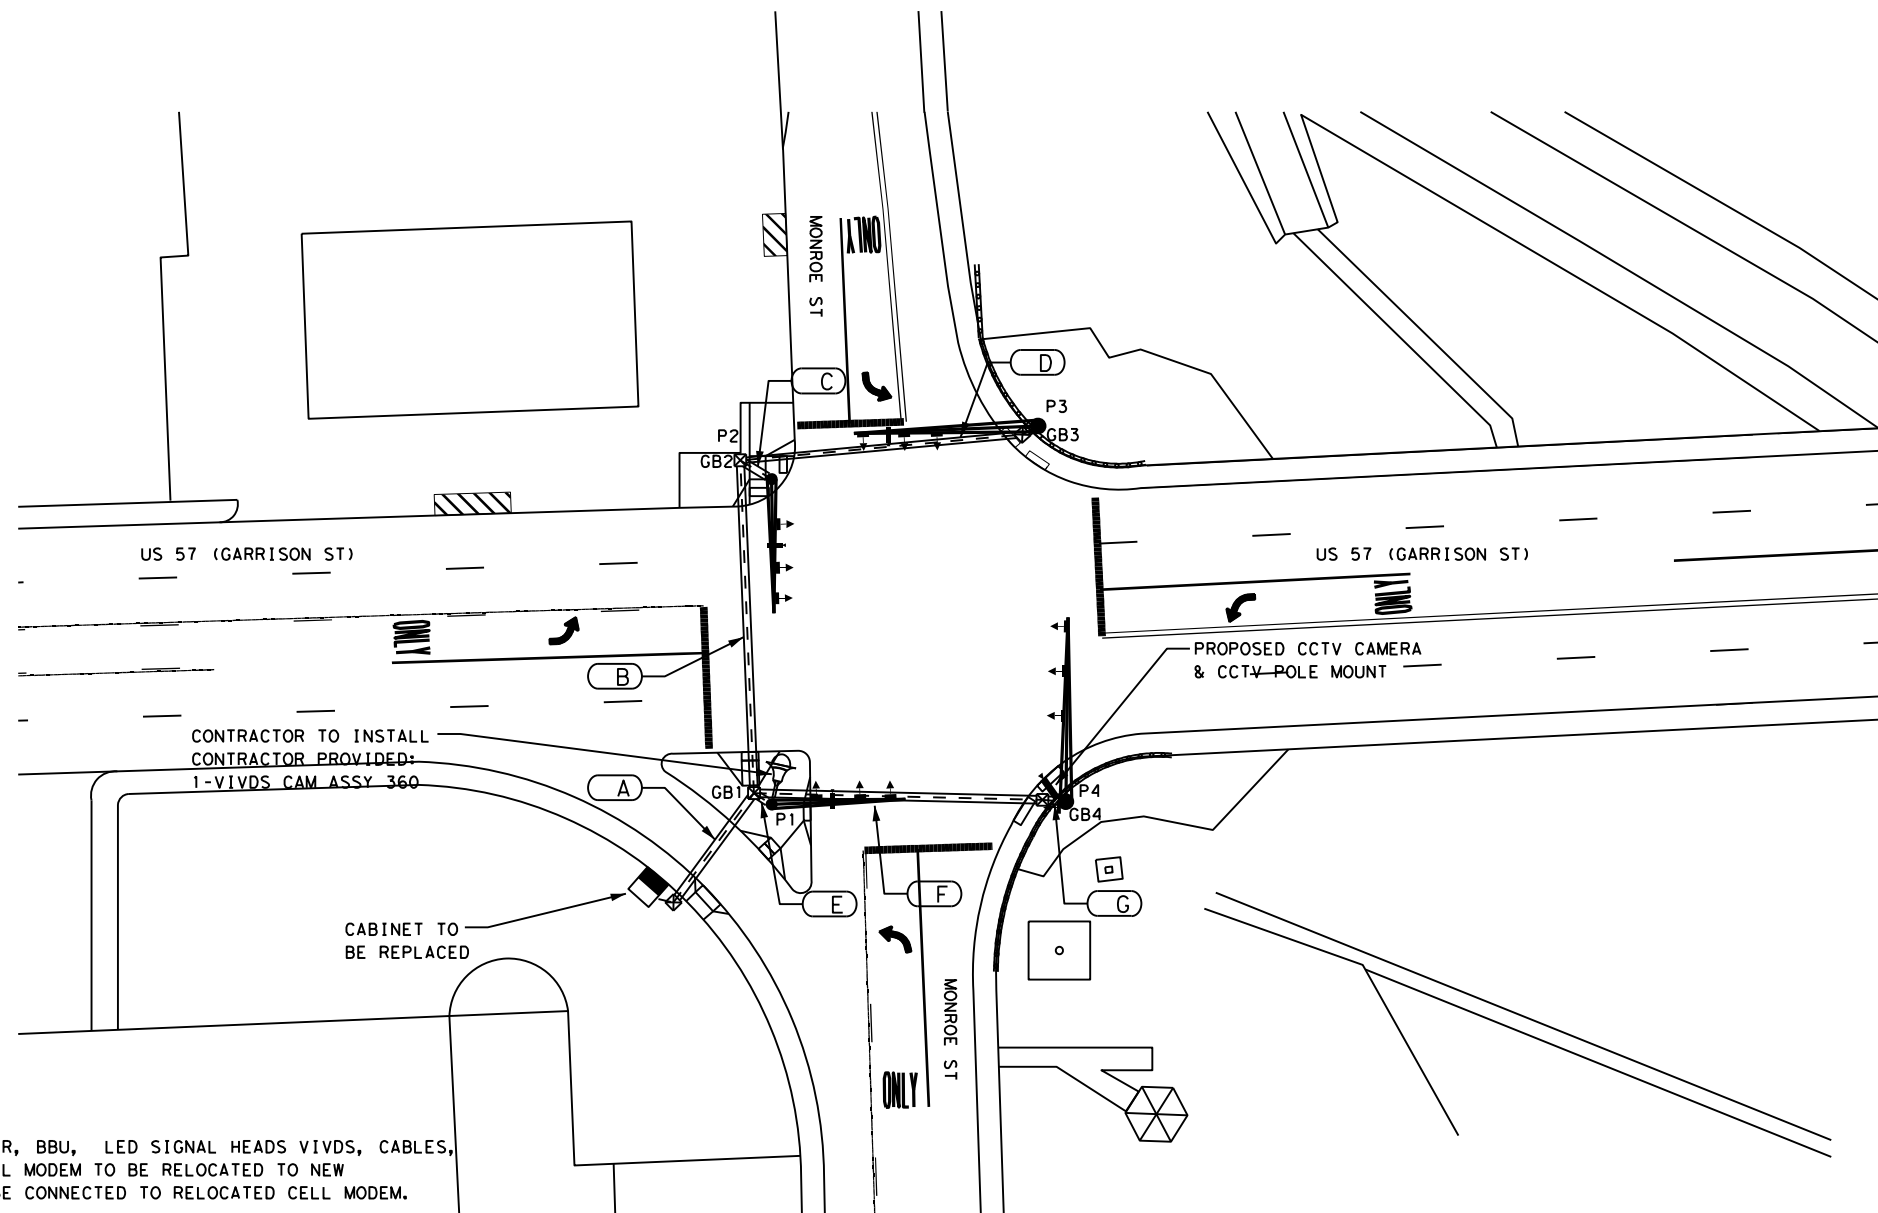 MONROE ST
ONLY
C
D
P3
GB3
P2
GB2
US 57 (GARRISON ST)
US 57 (GARRISON ST)
ONLY
ONLY
PROPOSED CCTV CAMERA
& CCTV POLE MOUNT
B
CONTRACTOR TO INSTALL
CONTRACTOR PROVIDED:
1-VIVDS CAM ASSY 360
A
GB1
P1
P4
GB4
E
F
G
CABINET TO
BE REPLACED
MONROE ST
ONLY
R, BBU, LED SIGNAL HEADS VIVDS, CABLES,
L MODEM TO BE RELOCATED TO NEW
E CONNECTED TO RELOCATED CELL MODEM.